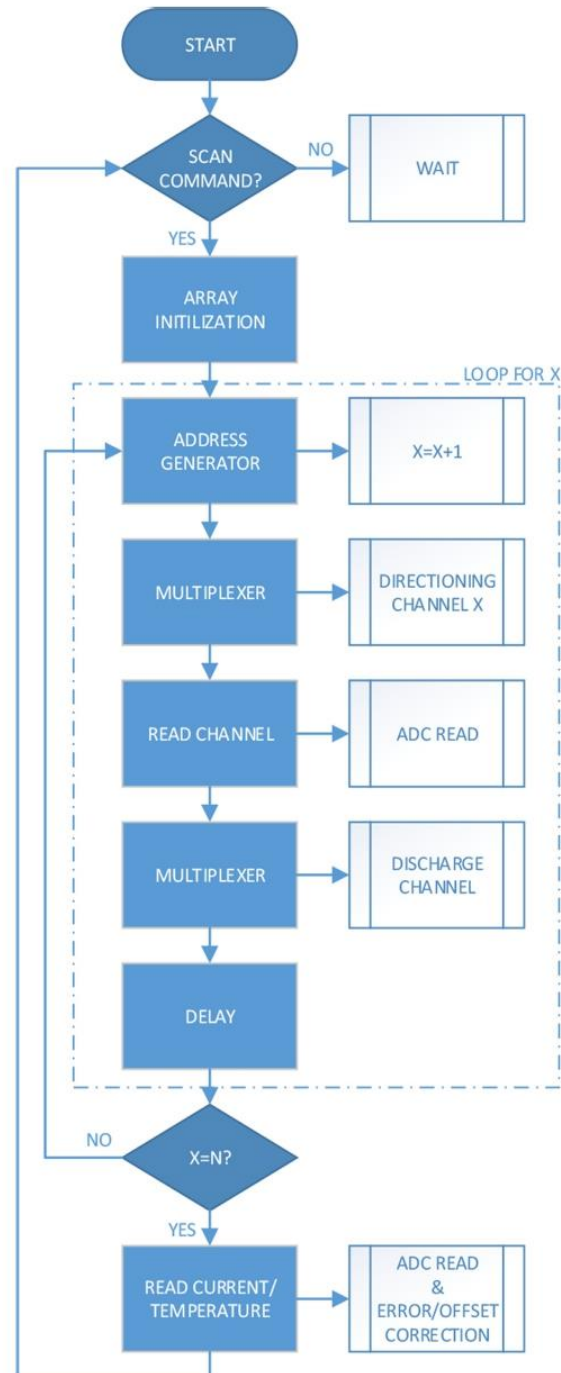 START
SCAN
COMMAND?
NO
WAIT
YES
ARRAY
INITILIZATION
LOOP FOR X
ADDRESS
GENERATOR
X=X+1
MULTIPLEXER
DIRECTIONING
CHANNEL X
READ CHANNEL
ADC READ
MULTIPLEXER
DISCHARGE
CHANNEL
DELAY
NO
X=N?
YES
READ CURRENT/
TEMPERATURE
ADC READ
&
ERROR/OFFSET
CORRECTION